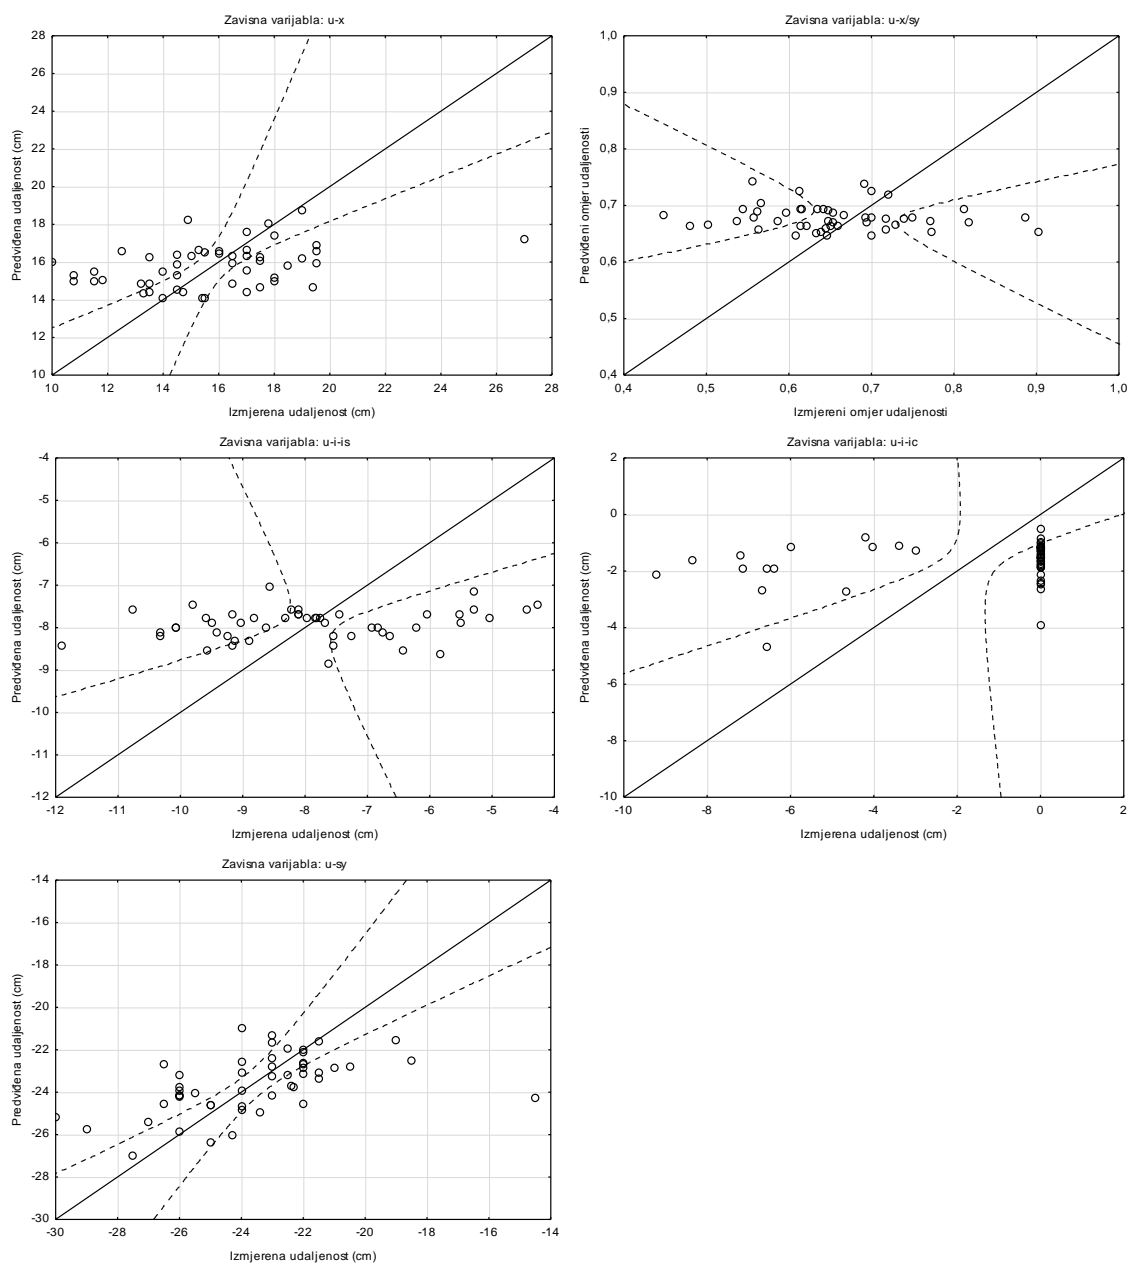 Zavisna varijabla: u-x
28
26
24
22
20
18
16
14
12
10
Predviđena udaljenost (cm)
10 12 14 16 18 20 22 24 26 28
Izmjerena udaljenost (cm)
Zavisna varijabla: u-x/sy
1,0
0,9
0,8
0,7
0,6
0,5
0,4
Predviđeni omjer udaljenosti
0,4 0,5 0,6 0,7 0,8 0,9 1,0
Izmjereni omjer udaljenosti
Zavisna varijabla: u-i-is
-4
-5
-6
-7
-8
-9
-10
-11
-12
Predviđena udaljenost (cm)
-12 -11 -10 -9 -8 -7 -6 -5 -4
Izmjerena udaljenost (cm)
Zavisna varijabla: u-i-ic
2
0
-2
-4
-6
-8
-10
Predviđena udaljenost (cm)
-10 -8 -6 -4 -2 0 2
Izmjerena udaljenost (cm)
Zavisna varijabla: u-sy
-14
-16
-18
-20
-22
-24
-26
-28
-30
Predviđena udaljenost (cm)
-30 -28 -26 -24 -22 -20 -18 -16 -14
Izmjerena udaljenost (cm)